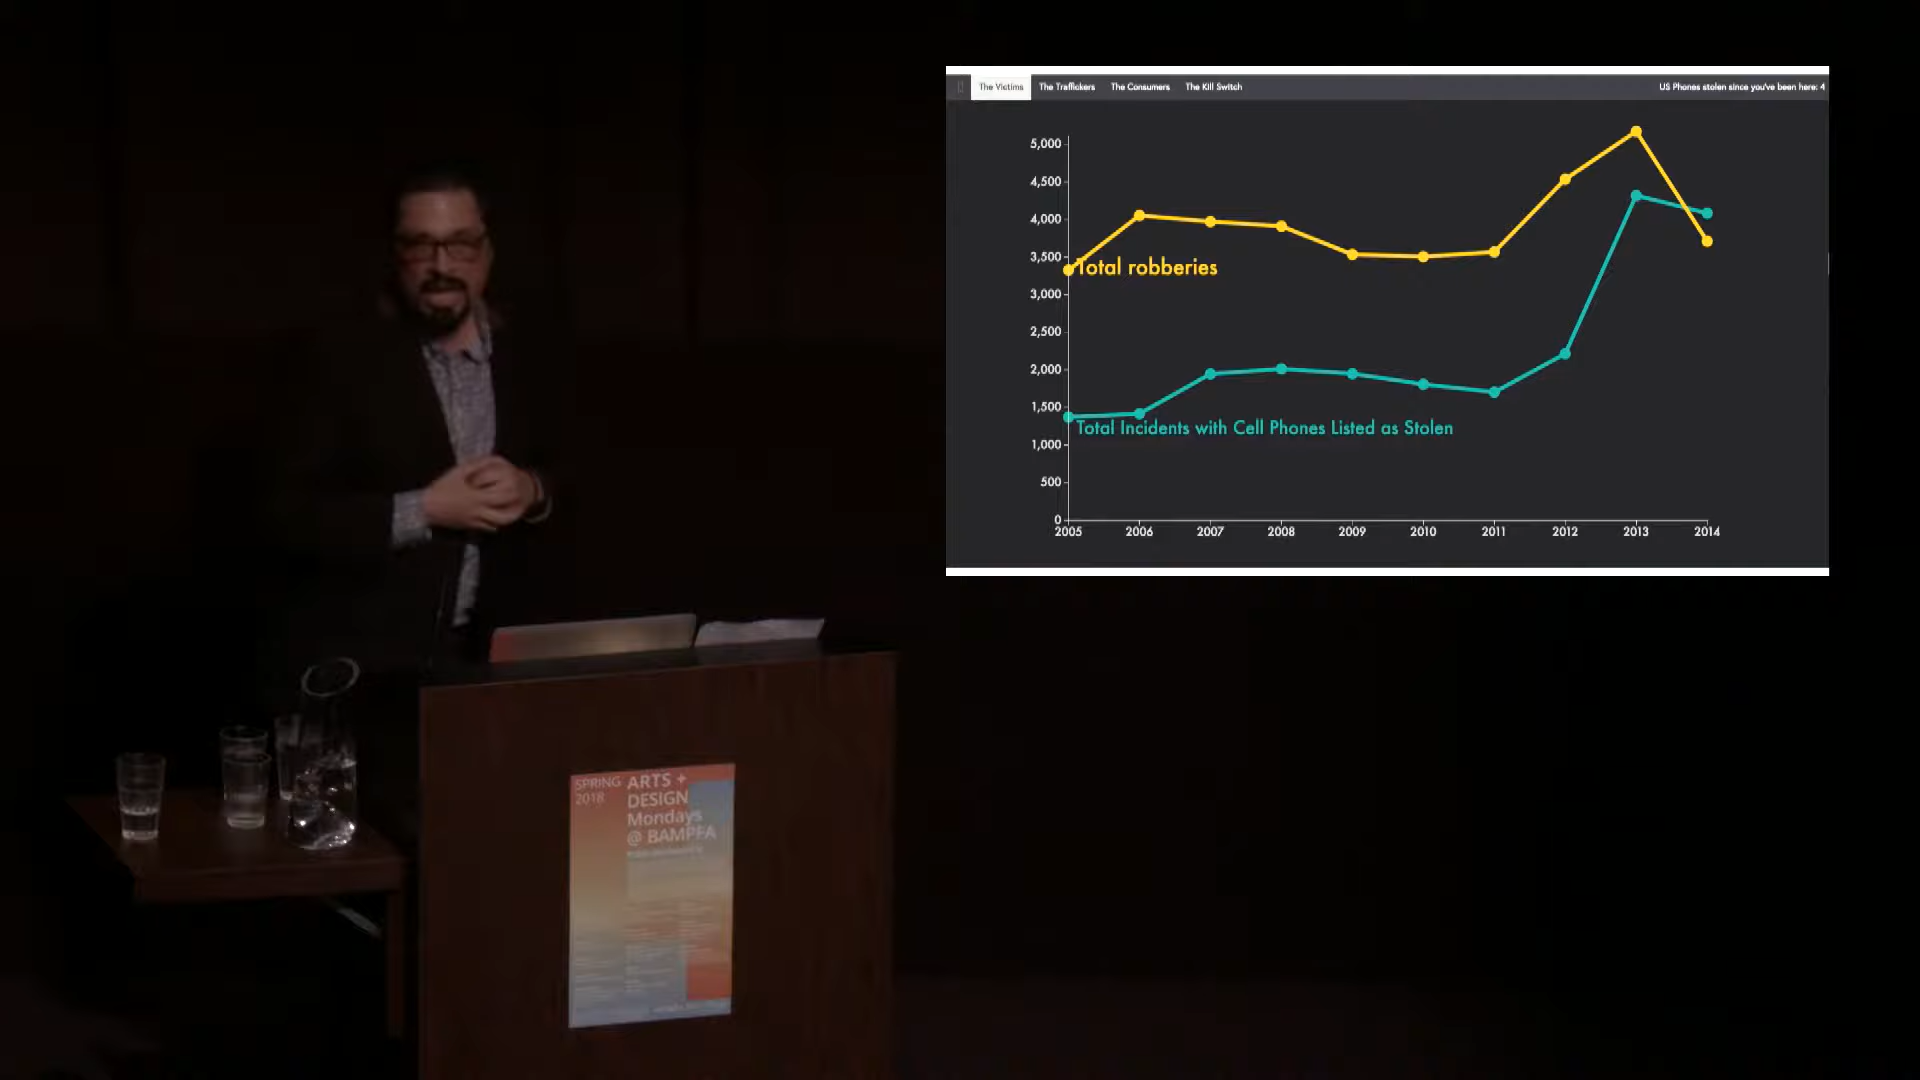 The Victims
The Traffickers
The Consumers
The Kill Switch
US Phones stolen since you've been here: 4
5,000
4,500
4,000
3,500
3,000
2,500
2,000
1,500
1,000
500
0
Total robberies
Total Incidents with Cell Phones Listed as Stolen
2005 2006 2007 2008 2009 2010 2011 2012 2013 2014
SPRING
2018
ARTS +
DESIGN
Mondays
@ BAMPFA